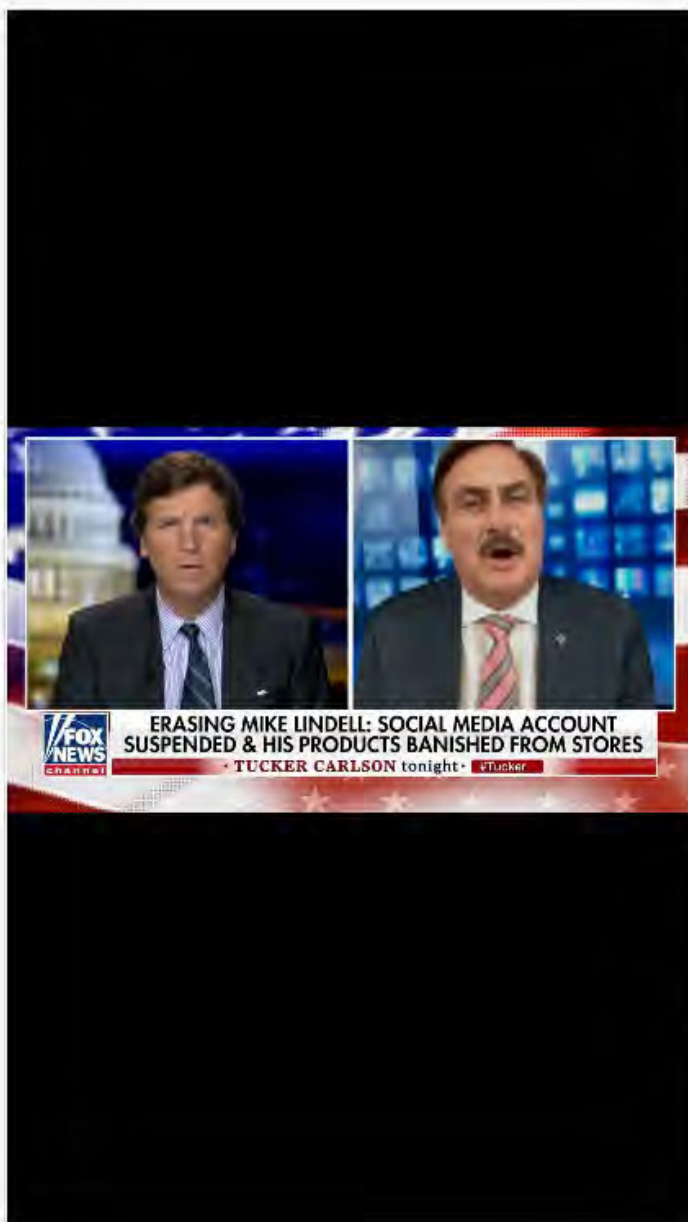 ERASING MIKE LINDELL: SOCIAL MEDIA ACCOUNT
SUSPENDED & HIS PRODUCTS BANISHED FROM STORES
FOX
NEWS
channel
TUCKER CARLSON tonight
#Tucker